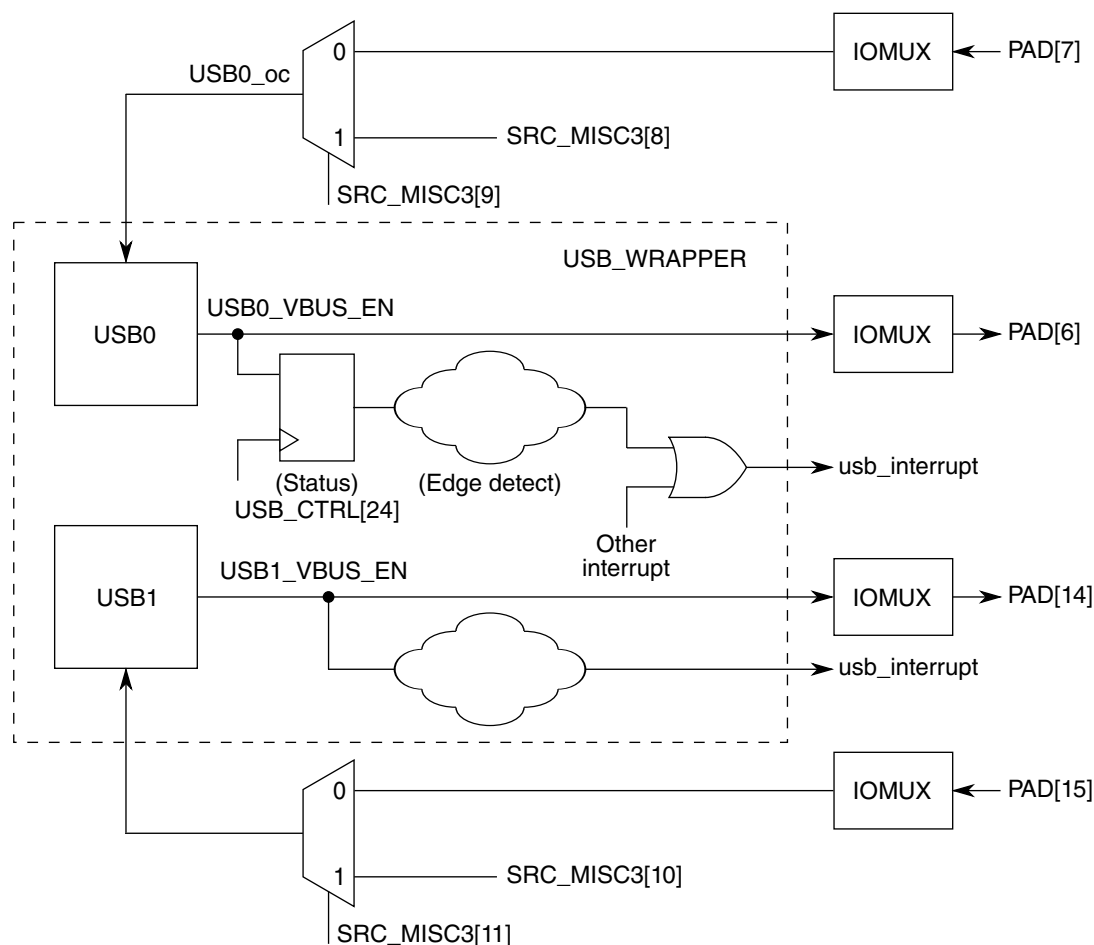 0
IOMUX
PAD[7]
USB0_oc
1
SRC_MISC3[8]
SRC_MISC3[9]
USB_WRAPPER
USB0
USB0_VBUS_EN
IOMUX
PAD[6]
(Status)
(Edge detect)
usb_interrupt
USB_CTRL[24]
Other
interrupt
USB1
USB1_VBUS_EN
IOMUX
PAD[14]
usb_interrupt
0
IOMUX
PAD[15]
1
SRC_MISC3[10]
SRC_MISC3[11]